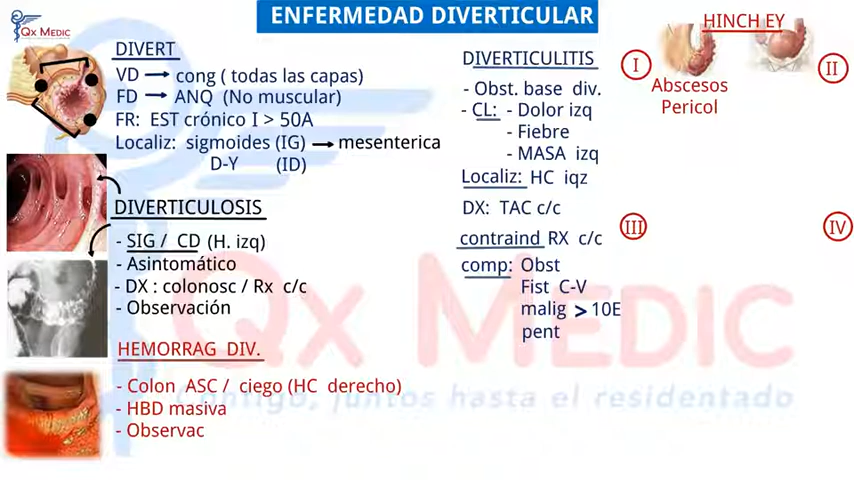 ENFERMEDAD DIVERTICULAR
Qx MEDIC
DIVERT
VD → cong ( todas las capas)
FD → ANQ (No muscular)
FR: EST crónico I > 50A
Localiz: sigmoides (IG) → mesenterica
D-Y (ID)
DIVERTICULOSIS
- SIG / CD (H. izq)
- Asintomático
- DX : colonosc / Rx c/c
- Observación
HEMORRAG DIV.
- Colon ASC / ciego (HC derecho)
- HBD masiva
- Observac
DIVERTICULITIS
- Obst. base div.
- CL: - Dolor izq
- Fiebre
- MASA izq
Localiz: HC iqz
DX: TAC c/c
contraind RX c/c
comp: Obst
Fist C-V
malig > 10E
pent
HINCH EY
I
II
Abscesos
Pericol
III
IV
Qx MEDIC
Contigo, juntos hasta el residentado